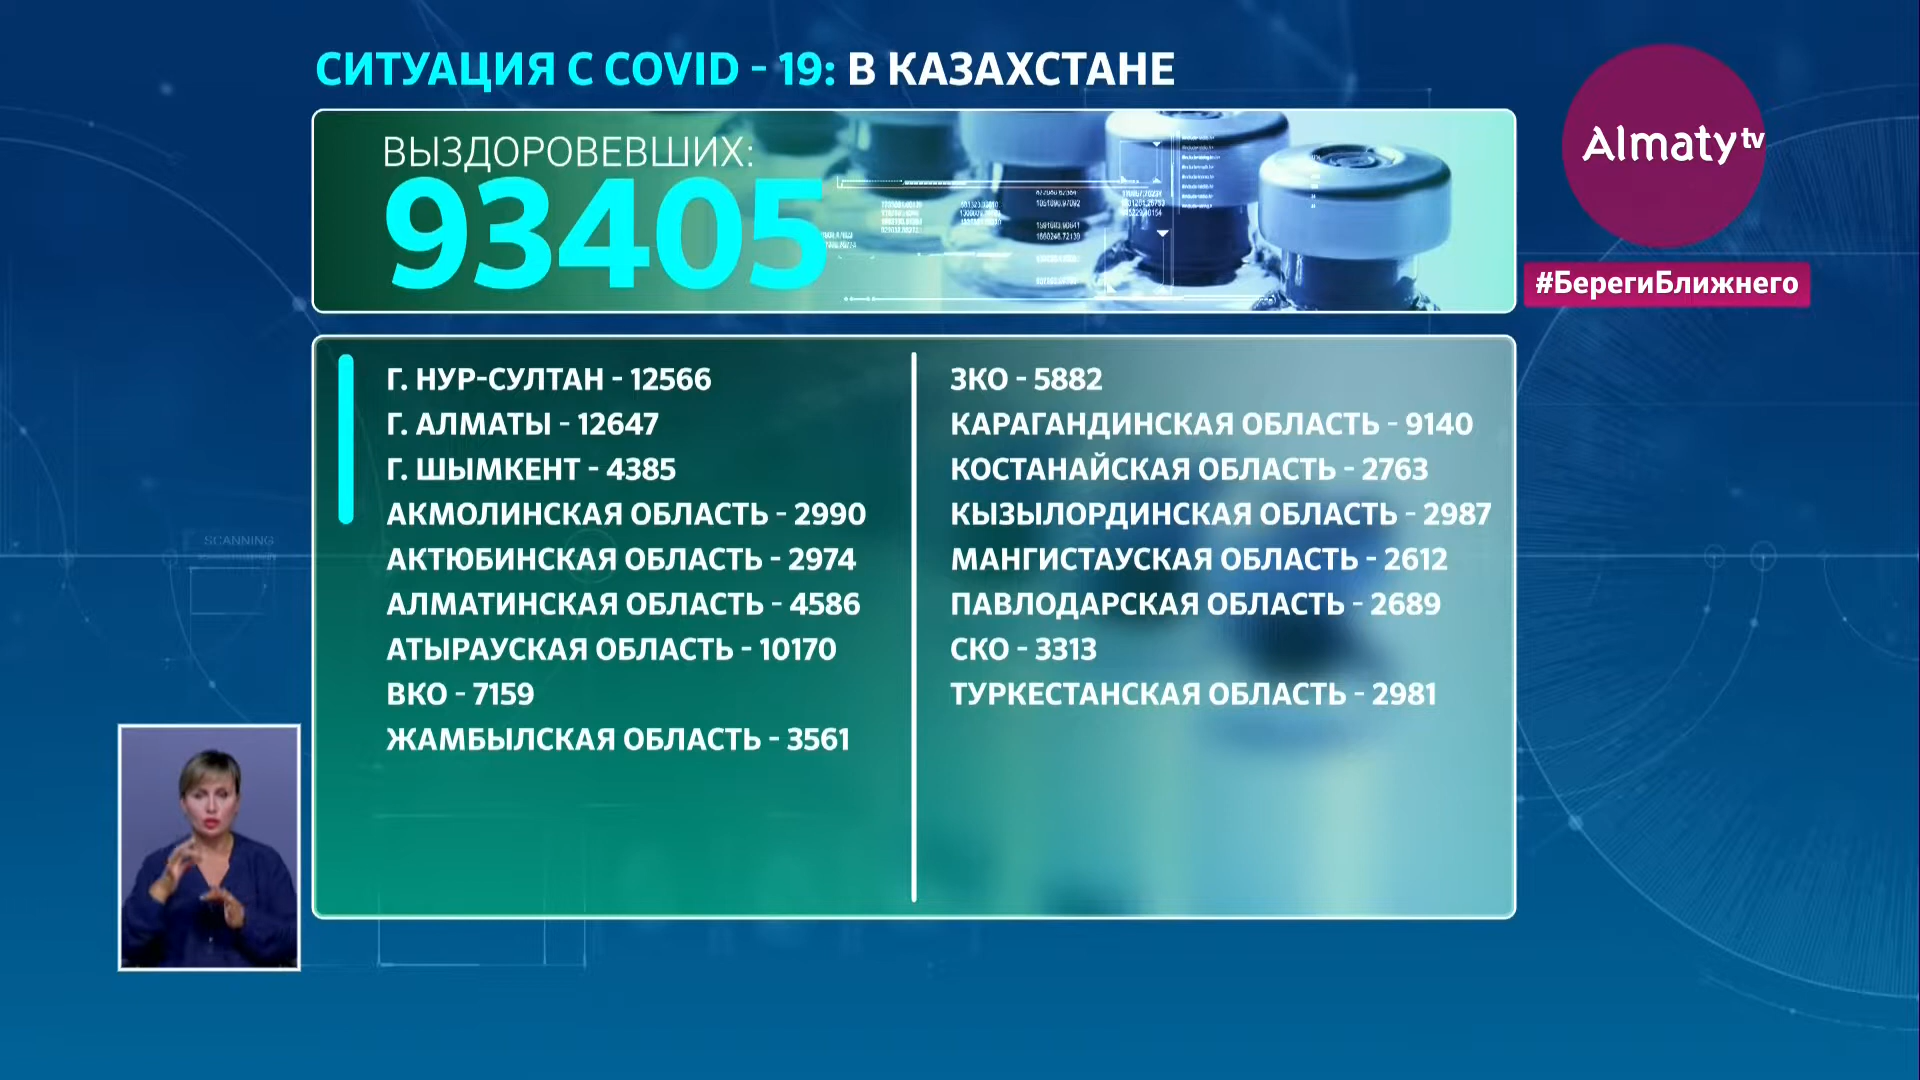 СИТУАЦИЯ С COVID - 19: В КАЗАХСТАНЕ
ВЫЗДОРОВЕВШИХ:
93405
Almaty tv
#БерегиБлижнего
Г. НУР-СУЛТАН - 12566
Г. АЛМАТЫ - 12647
Г. ШЫМКЕНТ - 4385
АКМОЛИНСКАЯ ОБЛАСТЬ - 2990
АКТЮБИНСКАЯ ОБЛАСТЬ - 2974
АЛМАТИНСКАЯ ОБЛАСТЬ - 4586
АТЫРАУСКАЯ ОБЛАСТЬ - 10170
ВКО - 7159
ЖАМБЫЛСКАЯ ОБЛАСТЬ - 3561
ЗКО - 5882
КАРАГАНДИНСКАЯ ОБЛАСТЬ - 9140
КОСТАНАЙСКАЯ ОБЛАСТЬ - 2763
КЫЗЫЛОРДИНСКАЯ ОБЛАСТЬ - 2987
МАНГИСТАУСКАЯ ОБЛАСТЬ - 2612
ПАВЛОДАРСКАЯ ОБЛАСТЬ - 2689
СКО - 3313
ТУРКЕСТАНСКАЯ ОБЛАСТЬ - 2981
SCANNING